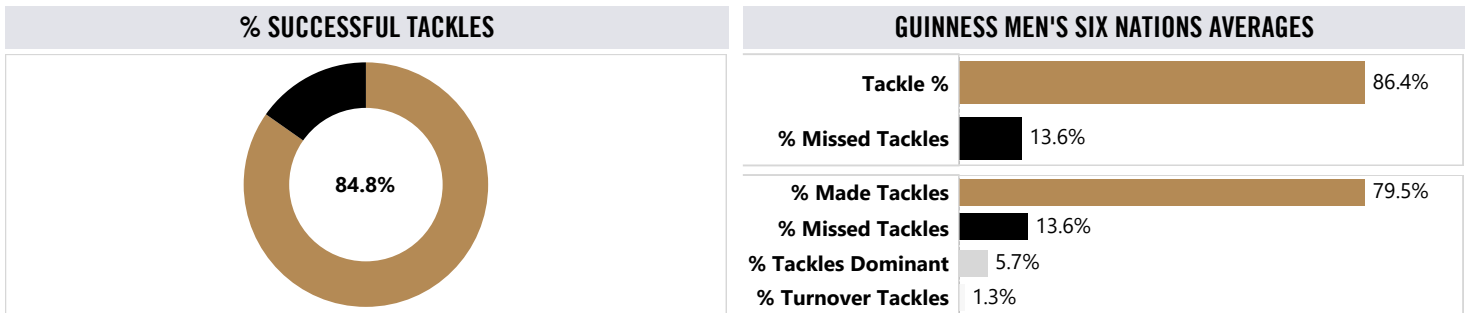 % SUCCESSFUL TACKLES
84.8%
GUINNESS MEN'S SIX NATIONS AVERAGES
Tackle % 86.4%
% Missed Tackles 13.6%
% Made Tackles 79.5%
% Missed Tackles 13.6%
% Tackles Dominant 5.7%
% Turnover Tackles 1.3%